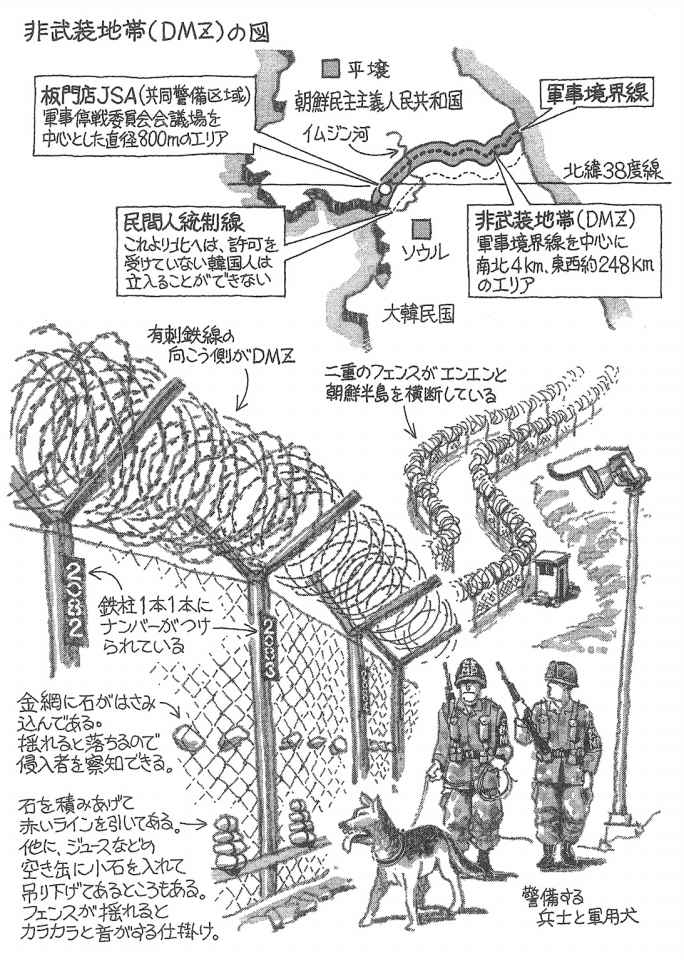 非武装地帯(DMZ)の図
平壌
板門店JSA(共同警備区域)
軍事停戦委員会会議場を
中心とした直径800mのエリア
朝鮮民主主義人民共和国
軍事境界線
イムジン河
北緯38度線
民間人統制線
これより北へは、許可を
受けていない韓国人は
立入ることができない
ソウル
非武装地帯(DMZ)
軍事境界線を中心に
南北4km、東西約248km
のエリア
大韓民国
有刺鉄線の
向こう側がDMZ
二重のフェンスがエンエンと
朝鮮半島を横断している
2082
鉄柱1本1本に
ナンバーがつけ
られている
2083
金網に石がはさみ
込んである。
揺れると落ちるので
侵入者を察知できる。
石を積みあげて
赤いラインを引いてある。
他に、ジュースなどの
空き缶に小石を入れて
吊り下げてあるところもある。
フェンスが揺れると
カラカラと音がする仕掛け。
警備する
兵士と軍用犬